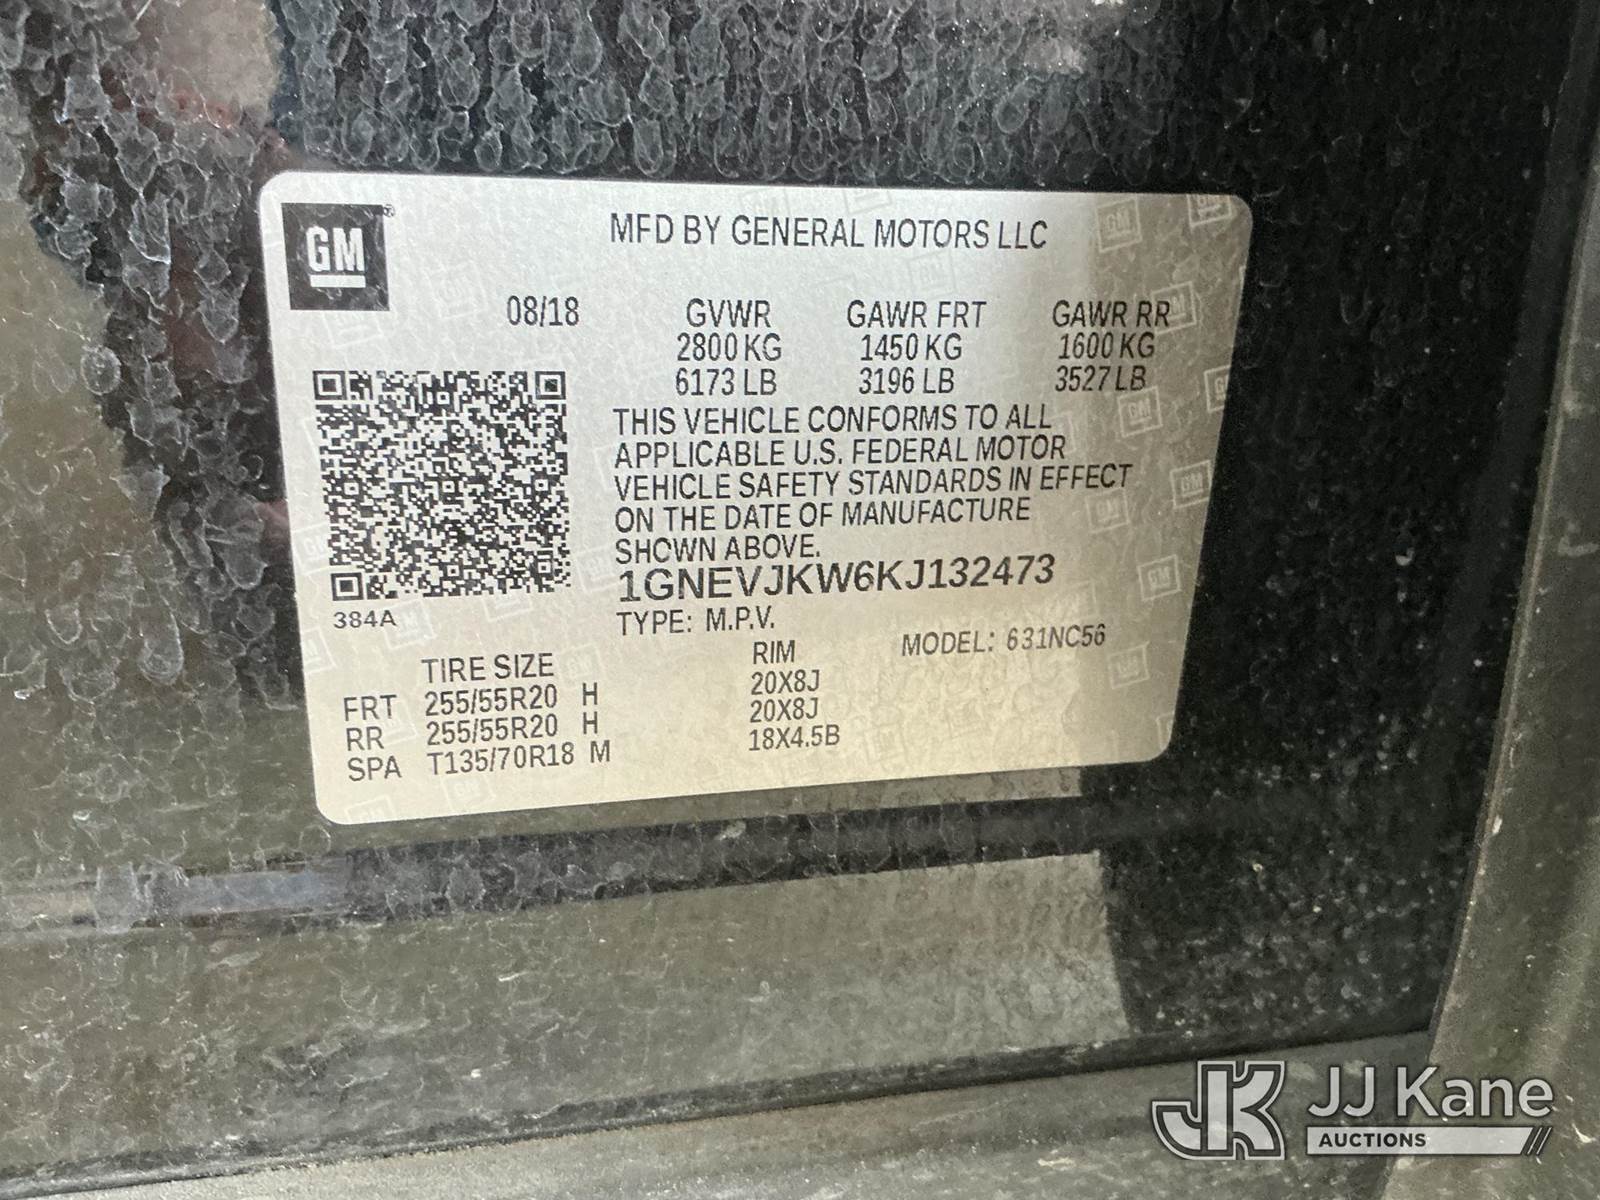 GM
MFD BY GENERAL MOTORS LLC
08/18 GVWR GAWR FRT GAWR RR
2800 KG 1450 KG 1600 KG
6173 LB 3196 LB 3527 LB
THIS VEHICLE CONFORMS TO ALL
APPLICABLE U.S. FEDERAL MOTOR
VEHICLE SAFETY STANDARDS IN EFFECT
ON THE DATE OF MANUFACTURE
SHOWN ABOVE.
1GNEVJKW6KJ132473
384A
TYPE: M.P.V.
MODEL: 631NC56
TIRE SIZE RIM
FRT 255/55R20 H 20X8J
RR 255/55R20 H 20X8J
SPA T135/70R18 M 18X4.5B
JK JJ Kane
AUCTIONS